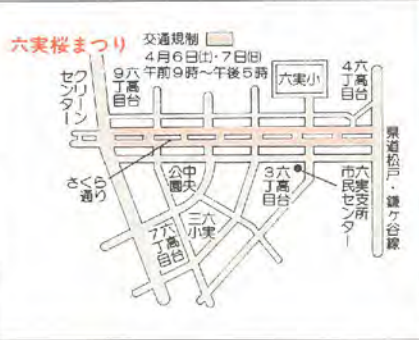 六実桜まつり
交通規制
4月6日(土)・7日(日)
午前9時~午後5時
クリーンセンター
六高台9丁目
六実小
六高台4丁目
県道松戸・鎌ケ谷線
さくら通り
中央公園
六高台3丁目
六実支所
市民センター
六実三小
六高台7丁目